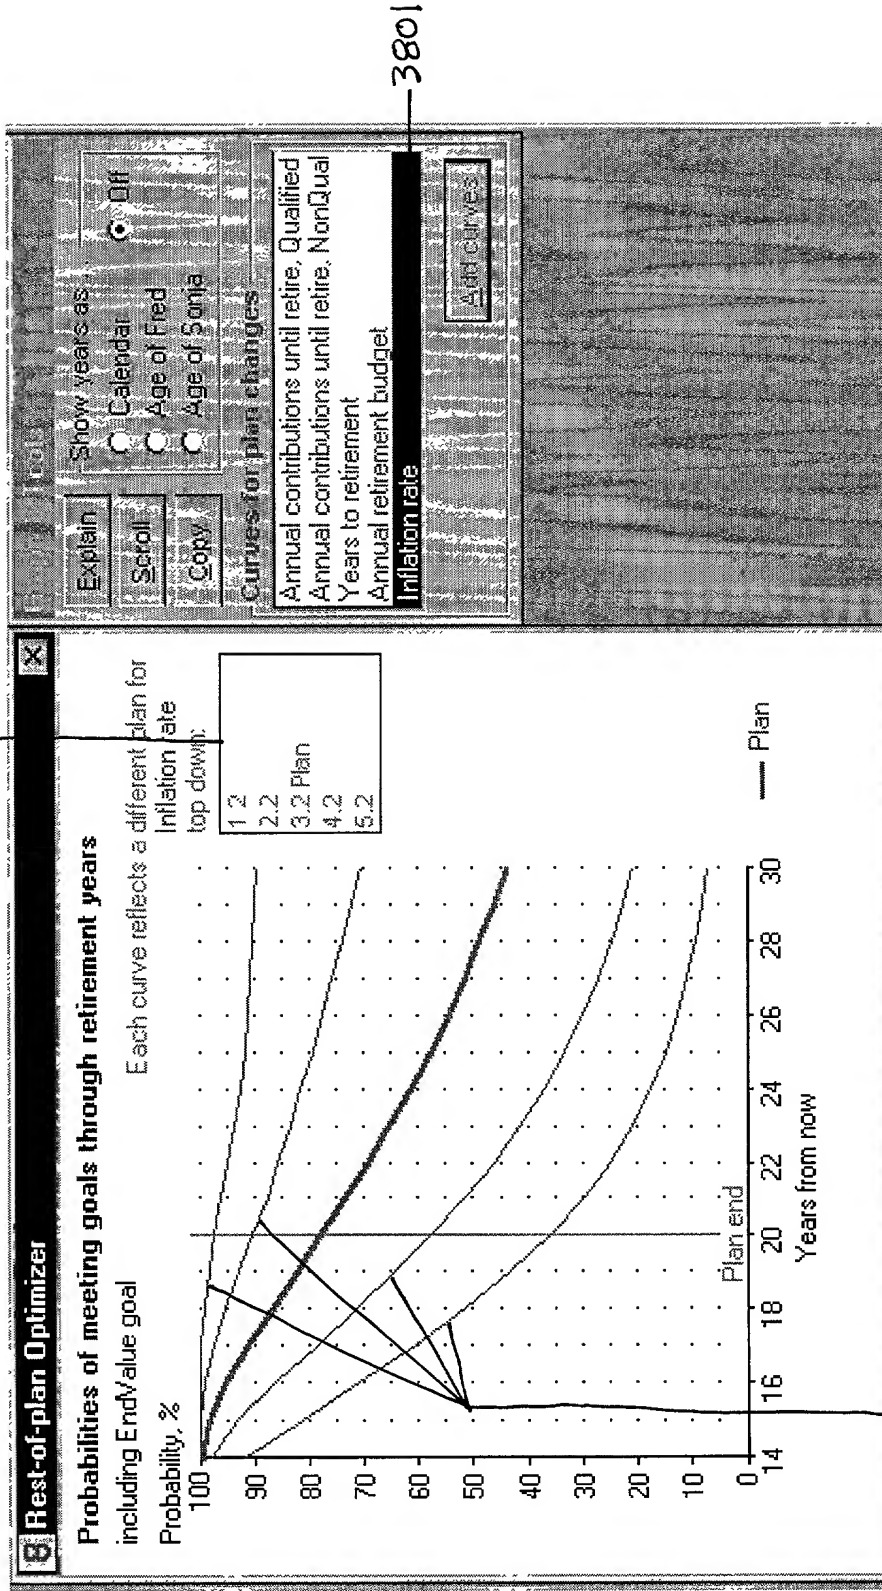 Rest-of-plan Optimizer
Probabilities of meeting goals through retirement years
including EndValue goal
Each curve reflects a different plan for
Inflation rate
top down:
1.2
2.2
3.2 Plan
4.2
5.2
Probability, %
100
90
80
70
60
50
40
30
20
10
0
14
16
18
20
22
24
26
28
30
Plan end
Years from now
Plan
Explain
Scroll
Copy
Show years as ...
Calendar
Off
Age of Fred
Age of Sonja
Curves for plan changes
Annual contributions until retire, Qualified
Annual contributions until retire, NonQual
Years to retirement
Annual retirement budget
Inflation rate
Add curves
3801